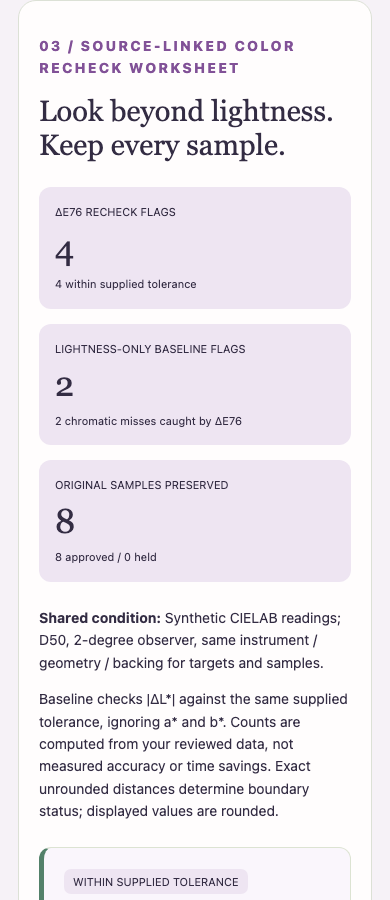 03 / SOURCE-LINKED COLOR
RECHECK WORKSHEET
Look beyond lightness.
Keep every sample.
ΔE76 RECHECK FLAGS
4
4 within supplied tolerance
LIGHTNESS-ONLY BASELINE FLAGS
2
2 chromatic misses caught by ΔE76
ORIGINAL SAMPLES PRESERVED
8
8 approved / 0 held
Shared condition: Synthetic CIELAB readings;
D50, 2-degree observer, same instrument /
geometry / backing for targets and samples.
Baseline checks |ΔL*| against the same supplied
tolerance, ignoring a* and b*. Counts are
computed from your reviewed data, not
measured accuracy or time savings. Exact
unrounded distances determine boundary
status; displayed values are rounded.
WITHIN SUPPLIED TOLERANCE